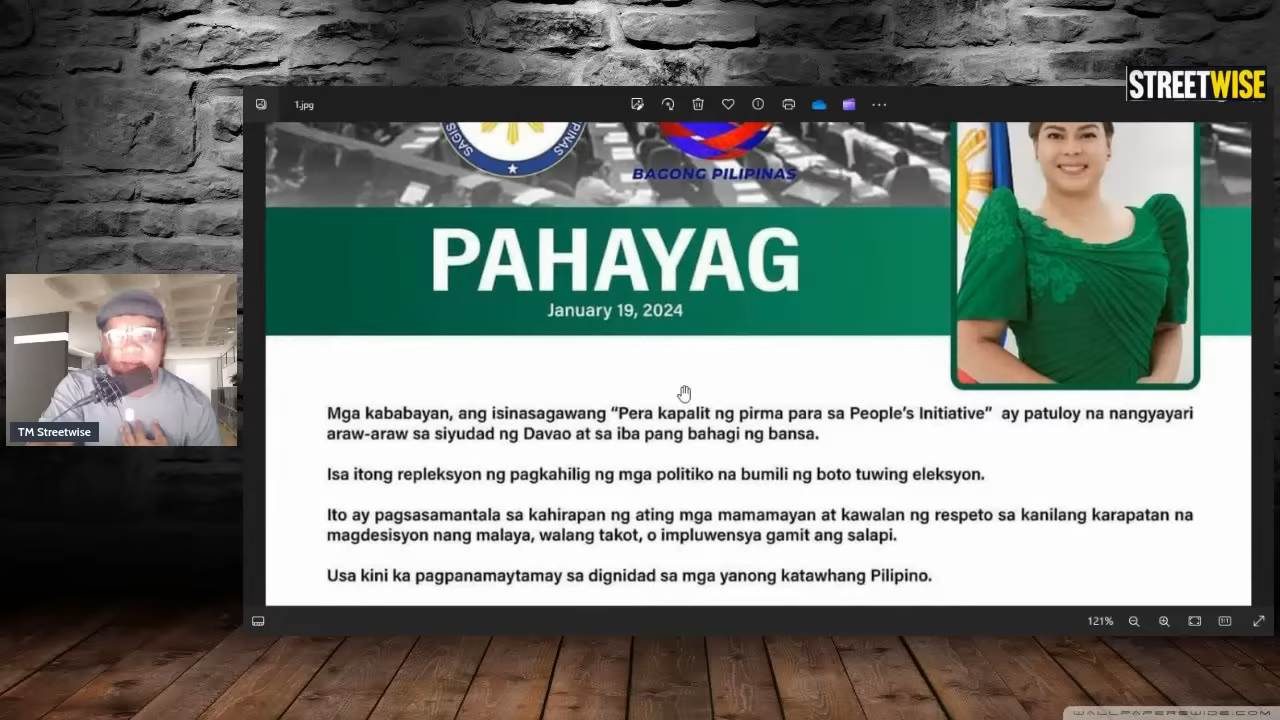 STREETWISE
1.jpg
SAGIS
PINAS
BAGONG PILIPINAS
PAHAYAG
January 19, 2024
TM Streetwise
Mga kababayan, ang isinasagawang “Pera kapalit ng pirma para sa People’s Initiative” ay patuloy na nangyayari
araw-araw sa siyudad ng Davao at sa iba pang bahagi ng bansa.
Isa itong repleksyon ng pagkahilig ng mga politiko na bumili ng boto tuwing eleksyon.
Ito ay pagsasamantala sa kahirapan ng ating mga mamamayan at kawalan ng respeto sa kanilang karapatan na
magdesisyon nang malaya, walang takot, o impluwensya gamit ang salapi.
Usa kini ka pagpanamaytamay sa dignidad sa mga yanong katawhang Pilipino.
121%
WALLPAPERSWIDE.COM